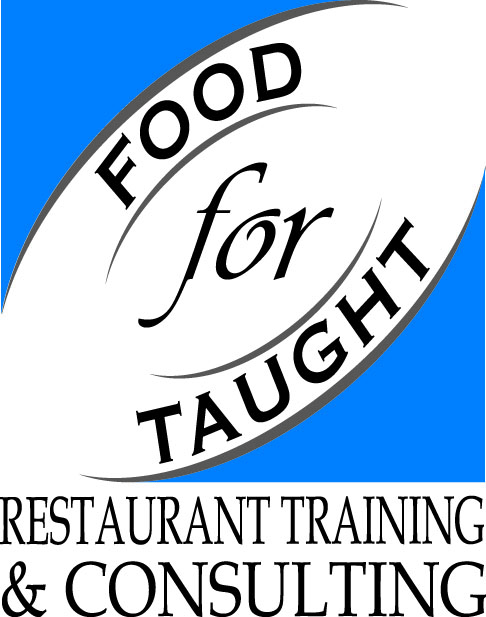 FOOD
for
TAUGHT
RESTAURANT TRAINING
& CONSULTING